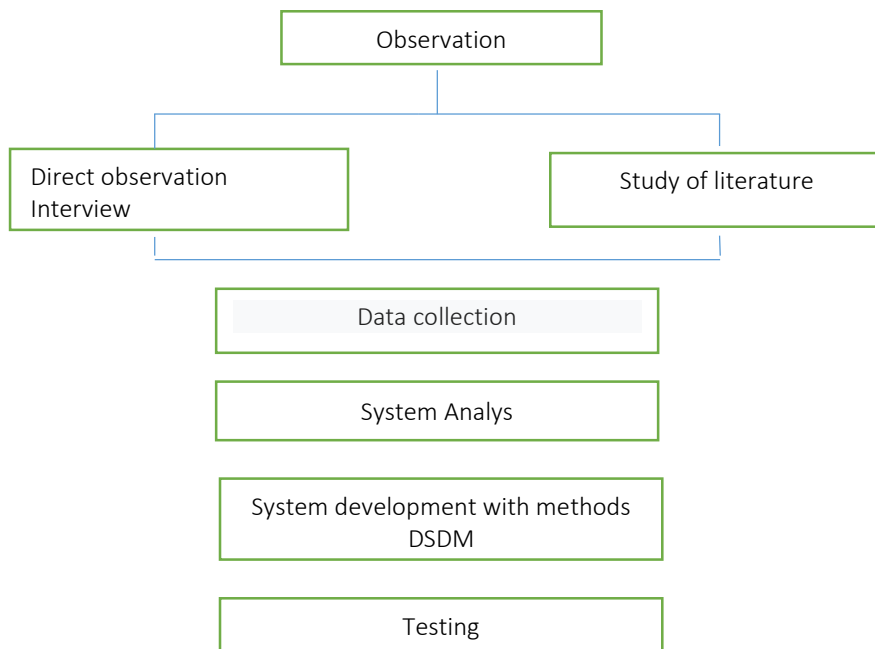 Observation
Direct observation
Interview
Study of literature
Data collection
System Analys
System development with methods
DSDM
Testing